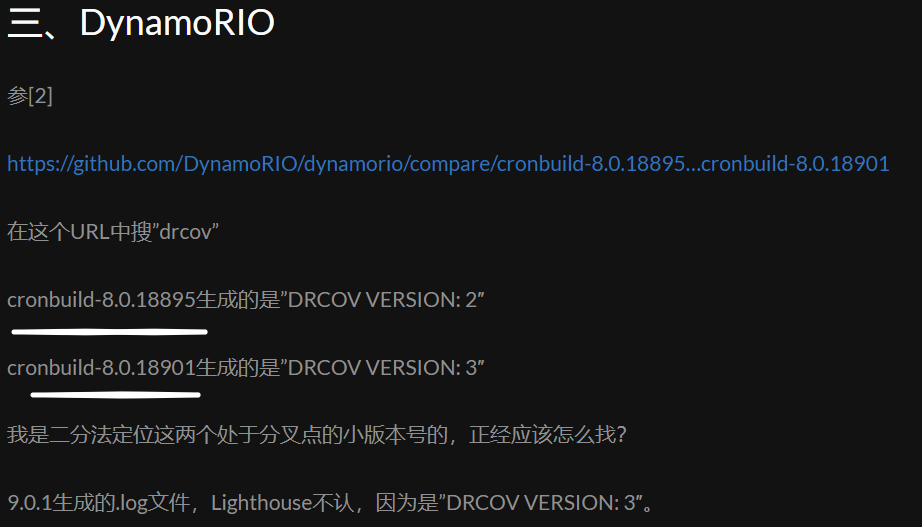 三、DynamoRIO
参[2]
https://github.com/DynamoRIO/dynamorio/compare/cronbuild-8.0.18895…cronbuild-8.0.18901
在这个URL中搜”drcov”
cronbuild-8.0.18895生成的是”DRCOV VERSION: 2″
cronbuild-8.0.18901生成的是”DRCOV VERSION: 3″
我是二分法定位这两个处于分叉点的小版本号的，正经应该怎么找？
9.0.1生成的.log文件，Lighthouse不认，因为是”DRCOV VERSION: 3″。